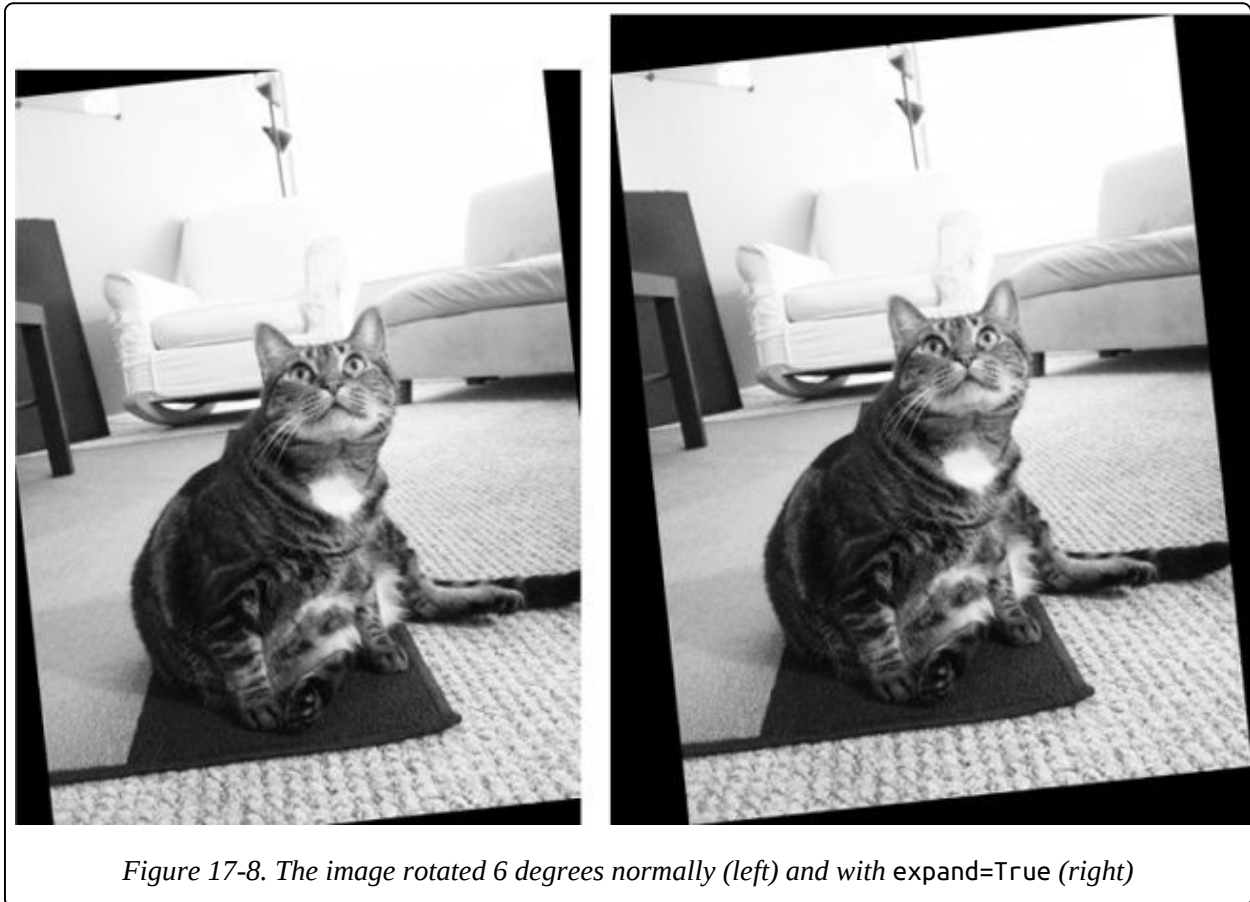 Figure 17-8. The image rotated 6 degrees normally (left) and with expand=True (right)